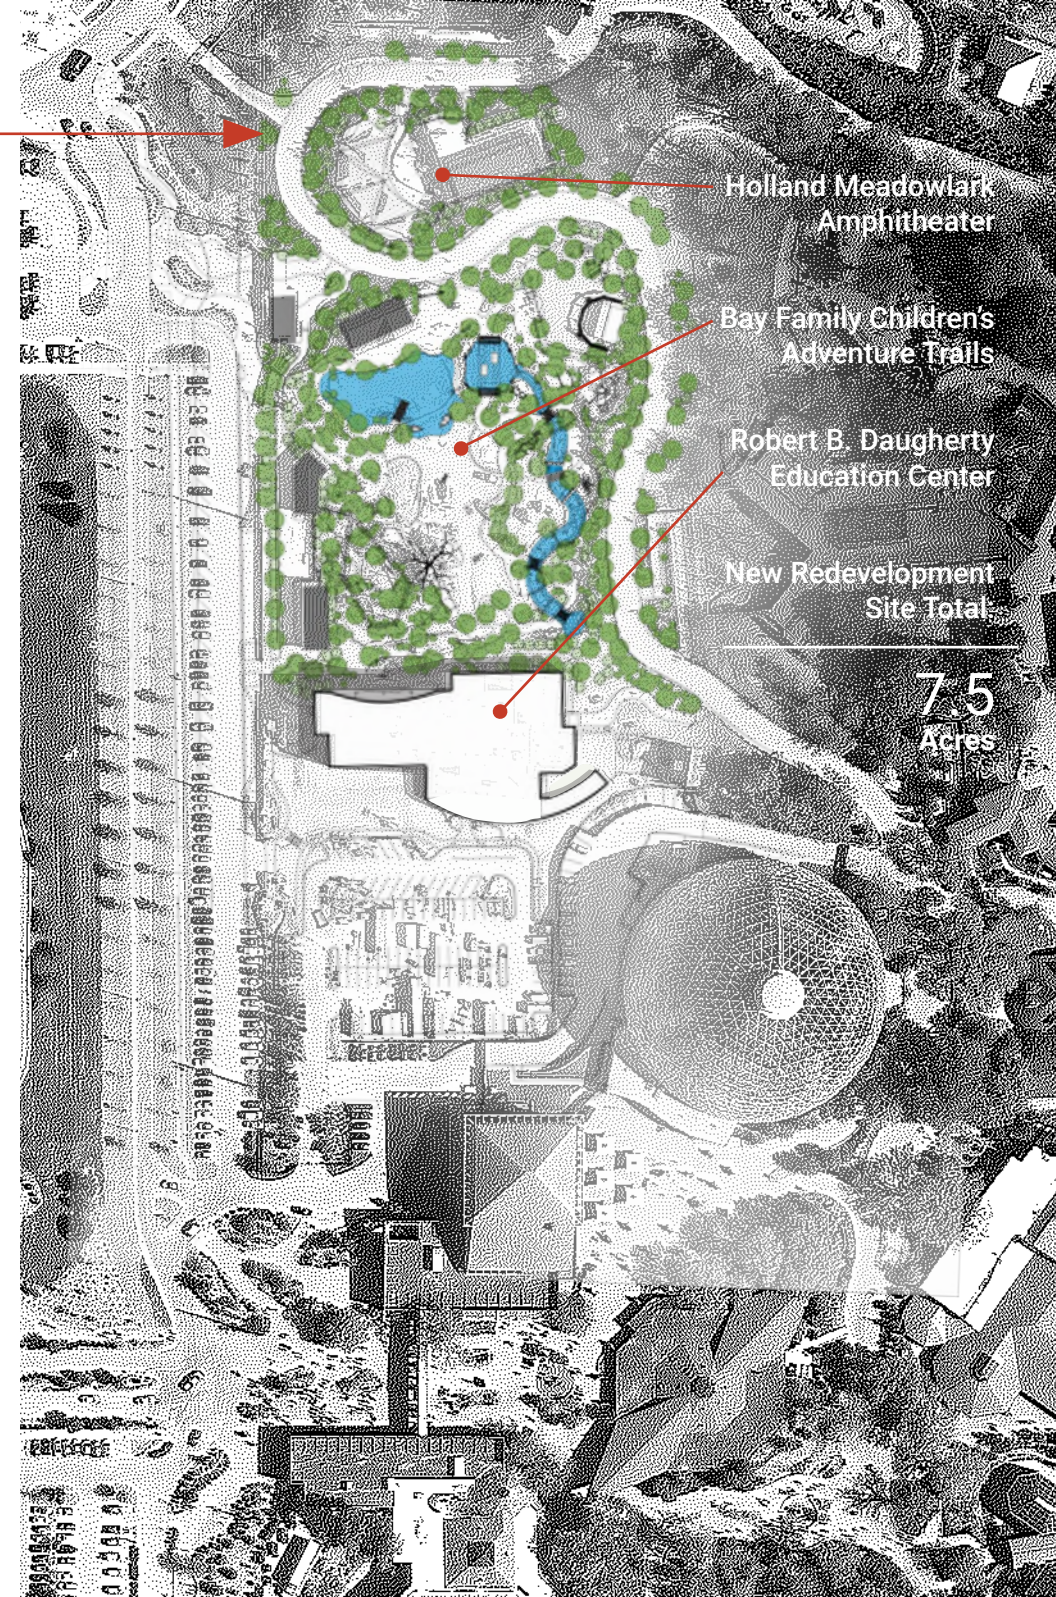 Holland Meadowlark
Amphitheater
Bay Family Children's
Adventure Trails
Robert B. Daugherty
Education Center
New Redevelopment
Site Total:
7.5
Acres